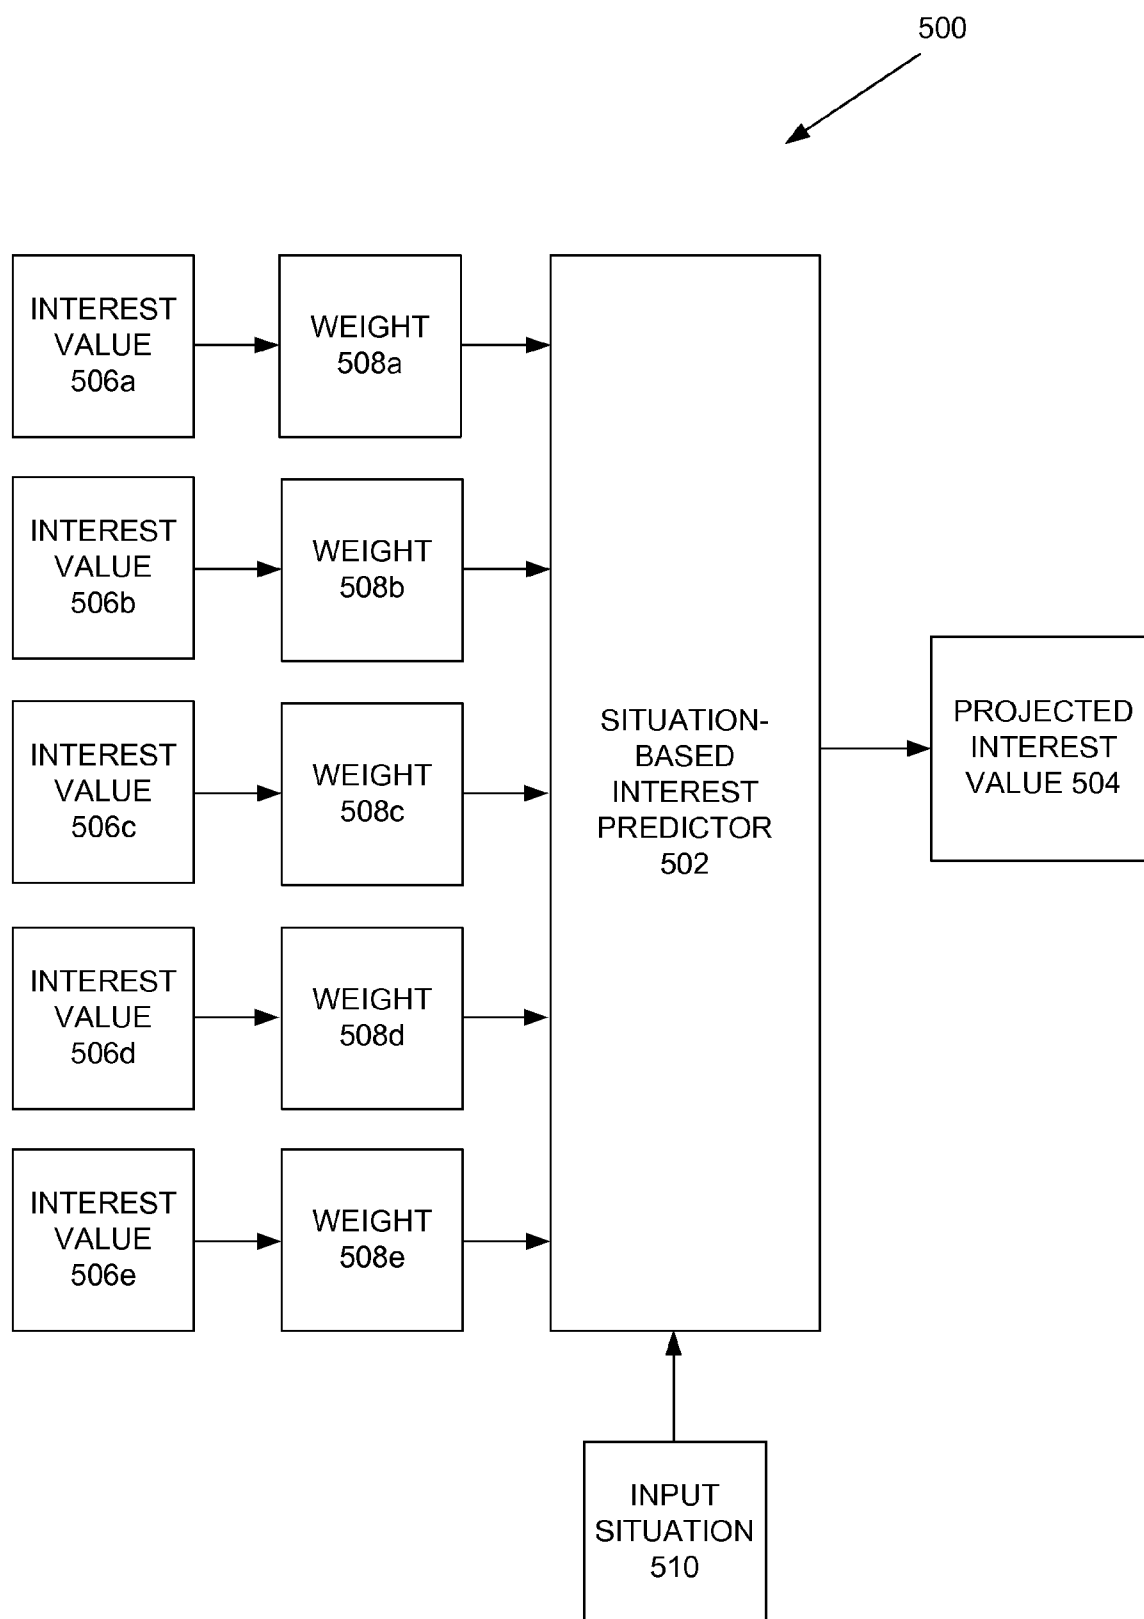 500
INTEREST
VALUE
506a
WEIGHT
508a
INTEREST
VALUE
506b
WEIGHT
508b
INTEREST
VALUE
506c
WEIGHT
508c
INTEREST
VALUE
506d
WEIGHT
508d
INTEREST
VALUE
506e
WEIGHT
508e
SITUATION-
BASED
INTEREST
PREDICTOR
502
PROJECTED
INTEREST
VALUE 504
INPUT
SITUATION
510